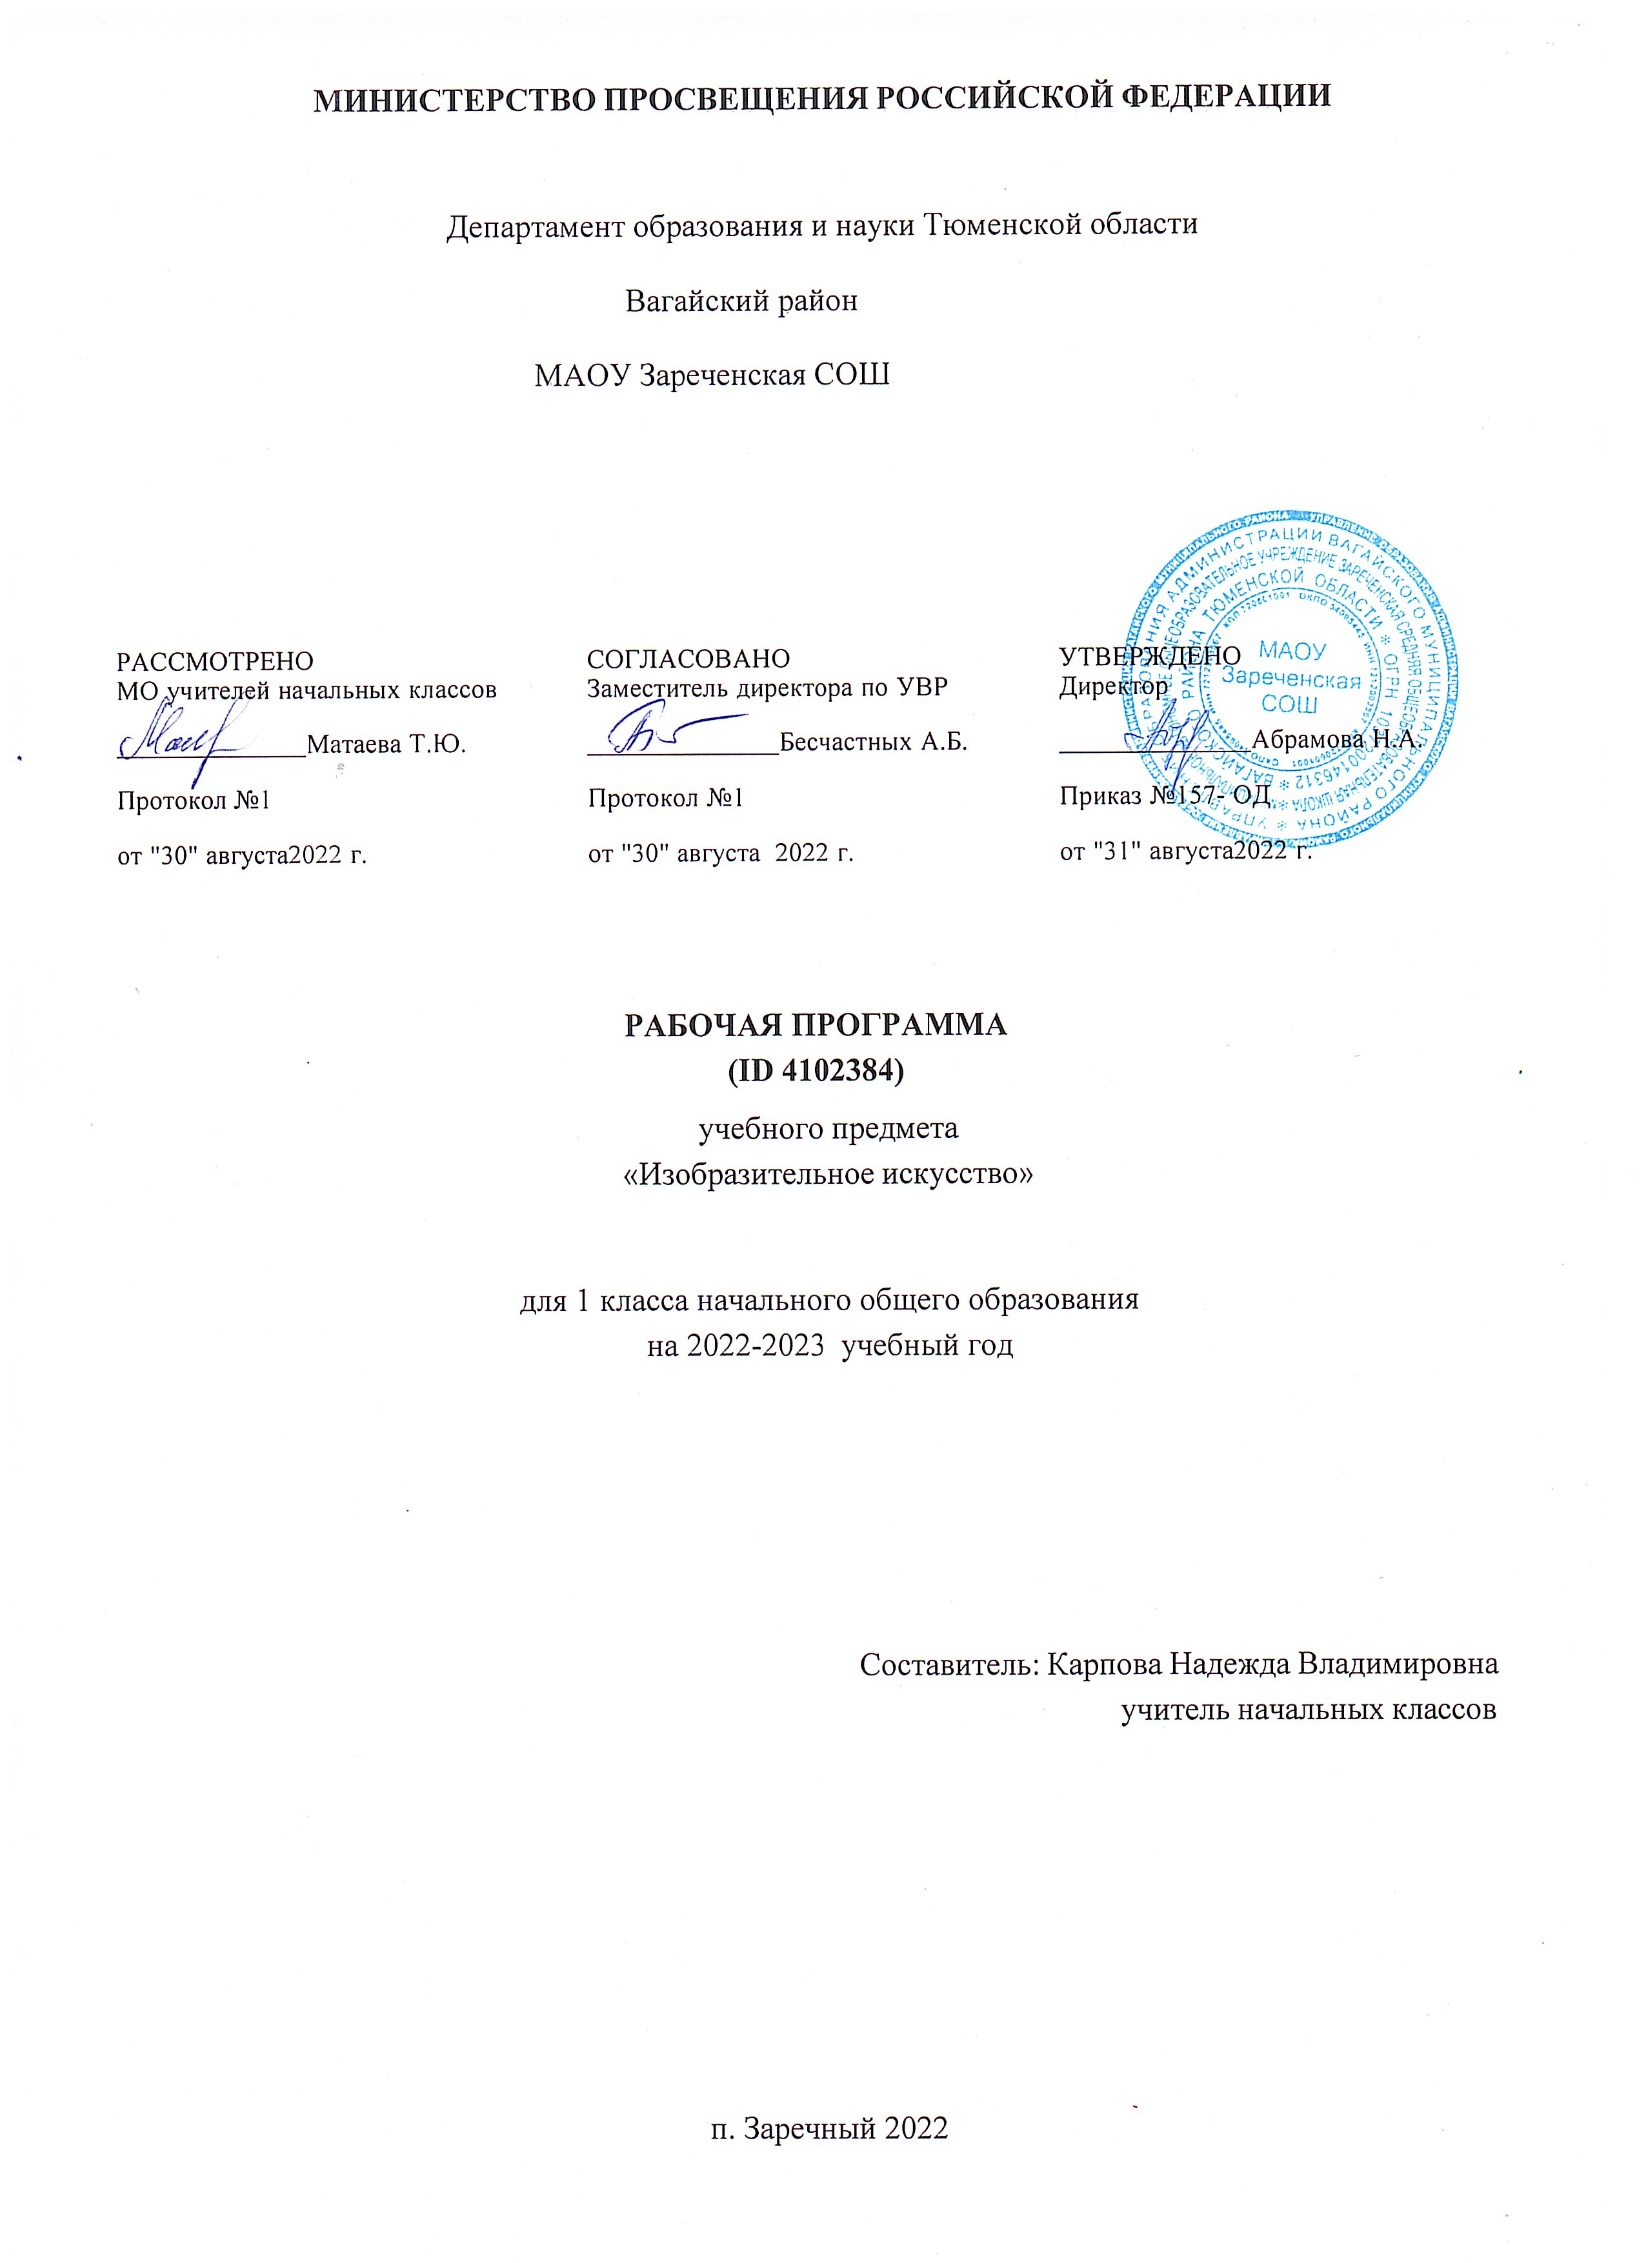 МИНИСТЕРСТВО ПРОСВЕЩЕНИЯ РОССИЙСКОЙ ФЕДЕРАЦИИ
Департамент образования и науки Тюменской области
Вагайский район
МАОУ Зареченская СОШ
РАССМОТРЕНО
МО учителей начальных классов
Матаева Т.Ю.
Протокол №1
от "30" августа2022 г.
СОГЛАСОВАНО
Заместитель директора по УВР
Бесчастных А.Б.
Протокол №1
от "30" августа  2022 г.
УТВЕРЖДЕНО
Директор
Абрамова Н.А.
Приказ №157- ОД
от "31" августа2022 г.
МАОУ
Зареченская
СОШ
РАБОЧАЯ ПРОГРАММА
(ID 4102384)
учебного предмета
«Изобразительное искусство»
для 1 класса начального общего образования
на 2022-2023  учебный год
Составитель: Карпова Надежда Владимировна
учитель начальных классов
п. Заречный 2022